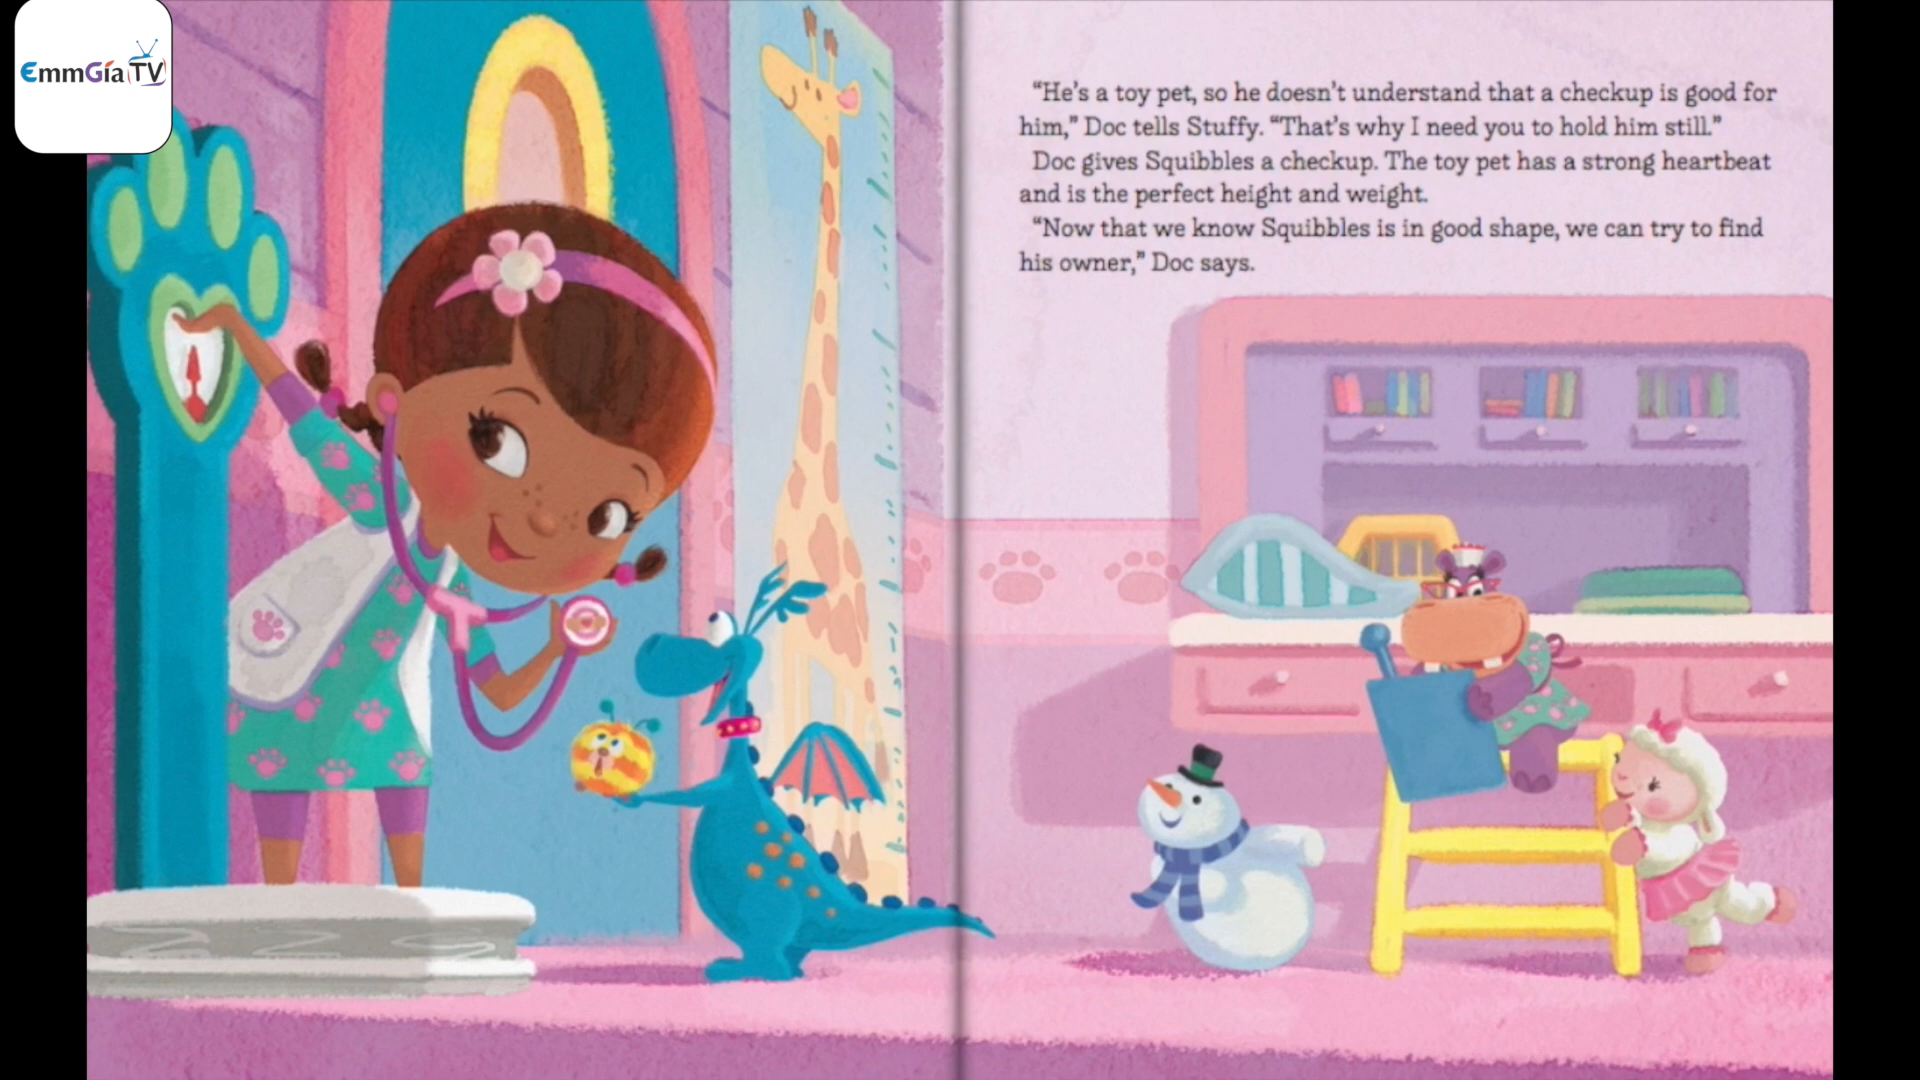 EmmGia TV
“He’s a toy pet, so he doesn’t understand that a checkup is good for
him,” Doc tells Stuffy. “That’s why I need you to hold him still.”
Doc gives Squibbles a checkup. The toy pet has a strong heartbeat
and is the perfect height and weight.
“Now that we know Squibbles is in good shape, we can try to find
his owner,” Doc says.